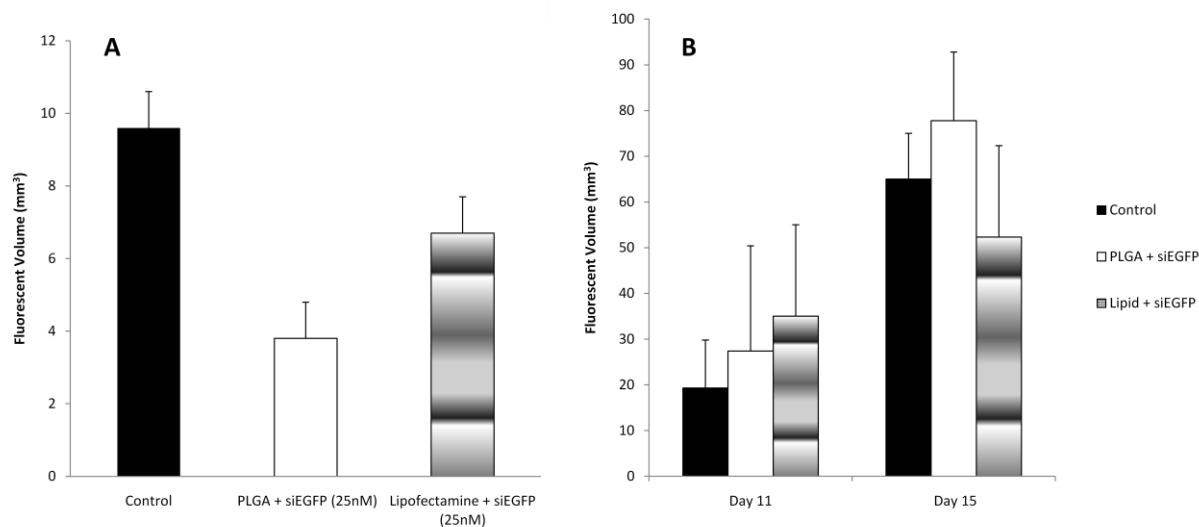 A
12
10
8
6
4
2
0
Fluorescent Volume (mm³)
Control
PLGA + siEGFP (25nM)
Lipofectamine + siEGFP
(25nM)
B
100
90
80
70
60
50
40
30
20
10
0
Fluorescent Volume (mm³)
Day 11
Day 15
Control
PLGA + siEGFP
Lipid + siEGFP